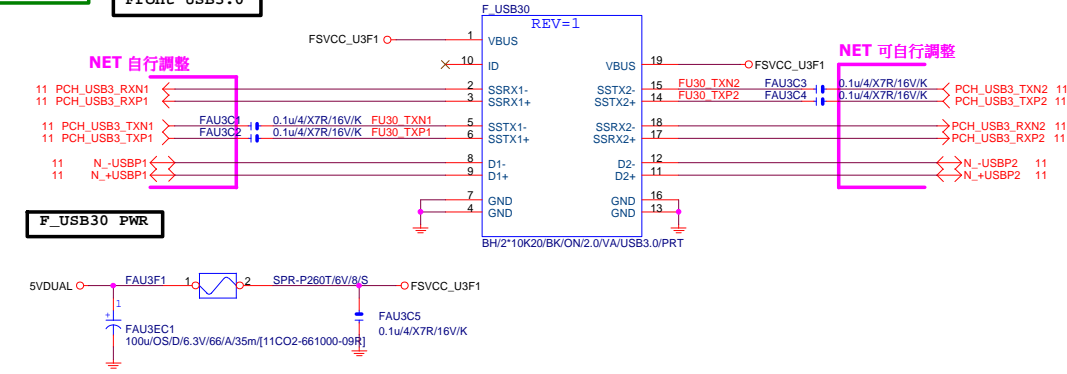 Front USB3.0
F_USB30
REV=1
FSVCC_U3F1
1
VBUS
NET 自行調整
NET 可自行調整
10
ID
VBUS
19
FSVCC_U3F1
11 PCH_USB3_RXN1
2
SSRX1-
SSTX2-
15
FU30_TXN2
FAU3C3
0.1u/4/X7R/16V/K
PCH_USB3_TXN2 11
11 PCH_USB3_RXP1
3
SSRX1+
SSTX2+
14
FU30_TXP2
FAU3C4
0.1u/4/X7R/16V/K
PCH_USB3_TXP2 11
11 PCH_USB3_TXN1
FAU3C1
0.1u/4/X7R/16V/K
FU30_TXN1
5
SSTX1-
SSRX2-
18
PCH_USB3_RXN2 11
11 PCH_USB3_TXP1
FAU3C2
0.1u/4/X7R/16V/K
FU30_TXP1
6
SSTX1+
SSRX2+
17
PCH_USB3_RXP2 11
11 N_-USBP1
8
D1-
D2-
12
N_-USBP2 11
11 N_+USBP1
9
D1+
D2+
11
N_+USBP2 11
7
GND
GND
16
4
GND
GND
13
F_USB30 PWR
BH/2*10K20/BK/ON/2.0/VA/USB3.0/PRT
5VDUAL
FAU3F1
1
2
SPR-P260T/6V/8/S
FSVCC_U3F1
1
+
FAU3EC1
100u/OS/D/6.3V/66/A/35m/[11CO2-661000-09R]
FAU3C5
0.1u/4/X7R/16V/K